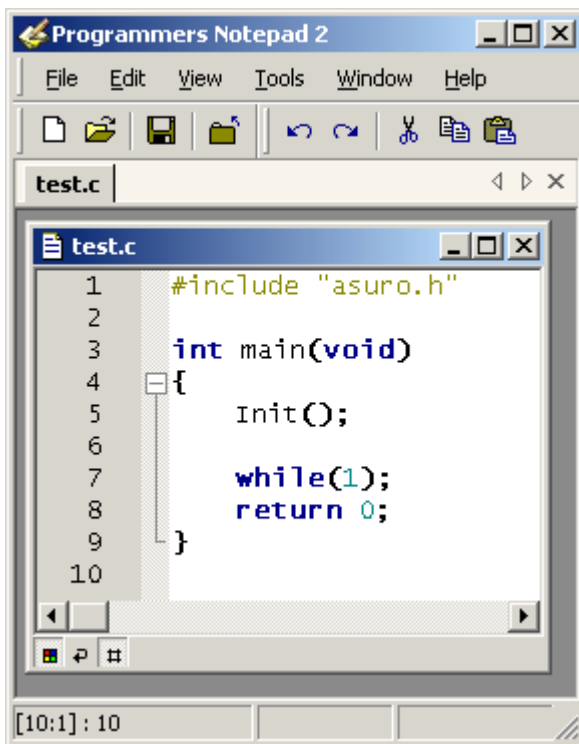 Programmers Notepad 2
File Edit View Tools Window Help
test.c
test.c
1 #include "asuro.h"
2
3 int main(void)
4 {
5 Init();
6
7 while(1);
8 return 0;
9 }
10
[10:1] : 10